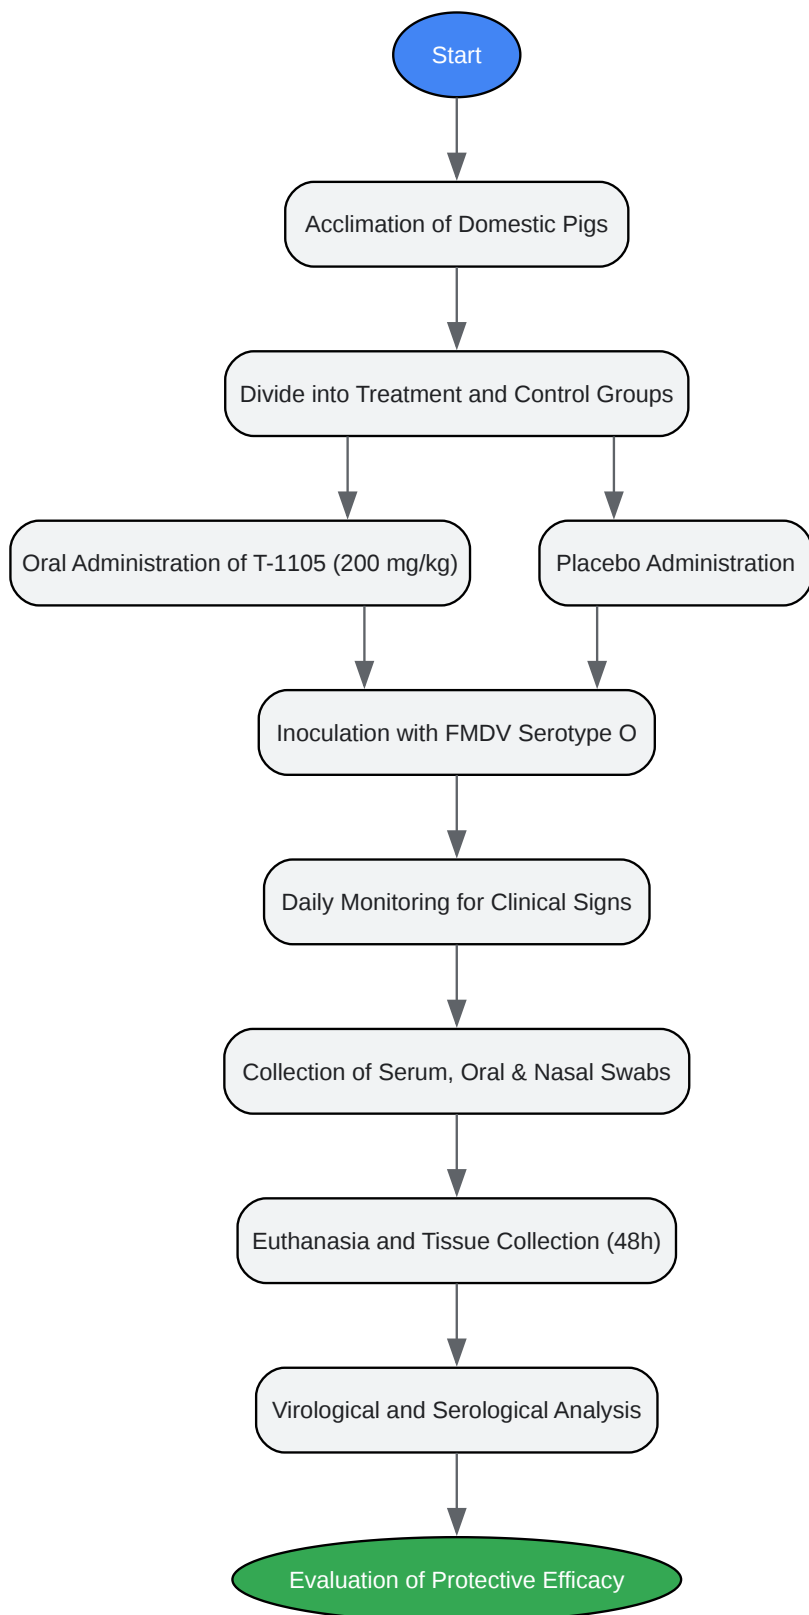 Start
Acclimation of Domestic Pigs
Divide into Treatment and Control Groups
Oral Administration of T-1105 (200 mg/kg)
Placebo Administration
Inoculation with FMDV Serotype O
Daily Monitoring for Clinical Signs
Collection of Serum, Oral & Nasal Swabs
Euthanasia and Tissue Collection (48h)
Virological and Serological Analysis
Evaluation of Protective Efficacy